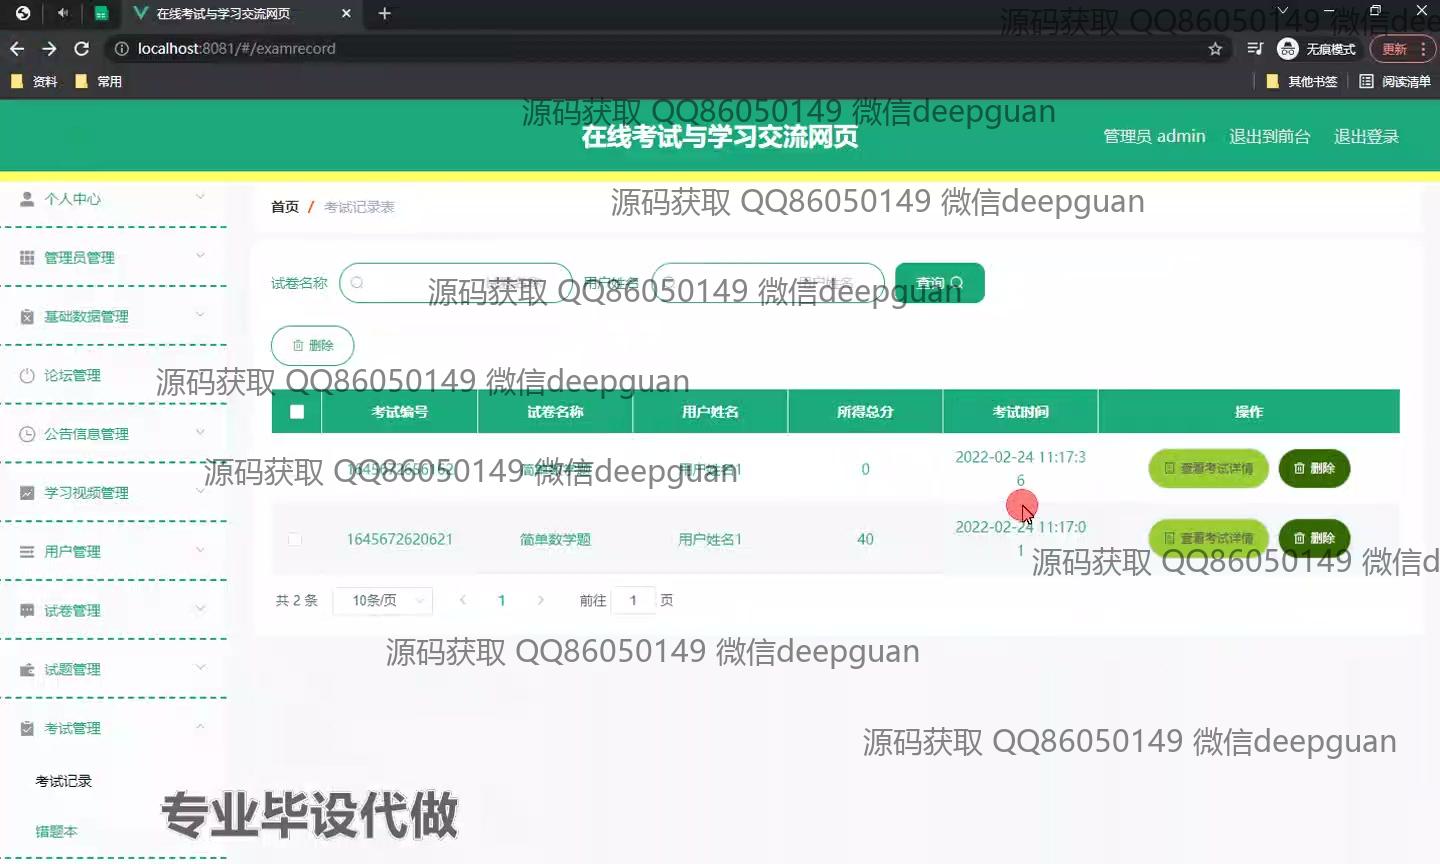 在线考试与学习交流网页
源码获取 QQ86050149 微信dee
localhost:8081/#/examrecord
无痕模式
更新
资料
常用
其他书签
阅读清单
源码获取 QQ86050149 微信deepguan
在线考试与学习交流网页
管理员 admin
退出到前台
退出登录
个人中心
首页 / 考试记录表
源码获取 QQ86050149 微信deepguan
管理员管理
试卷名称
用户姓名
查询
源码获取 QQ86050149 微信deepguan
基础数据管理
删除
论坛管理
源码获取 QQ86050149 微信deepguan
考试编号 试卷名称 用户姓名 所得总分 考试时间 操作
公告信息管理
源码获取 QQ86050149 微信deepguan
0 2022-02-24 11:17:3
6
查看考试详情 删除
学习视频管理
1645672620621 简单数学题 用户姓名1 40 2022-02-24 11:17:0
1
查看考试详情 删除
用户管理
源码获取 QQ86050149 微信d
共 2 条 10条/页 1 前往 1 页
试卷管理
源码获取 QQ86050149 微信deepguan
试题管理
考试管理
源码获取 QQ86050149 微信deepguan
考试记录
专业毕设代做
错题本